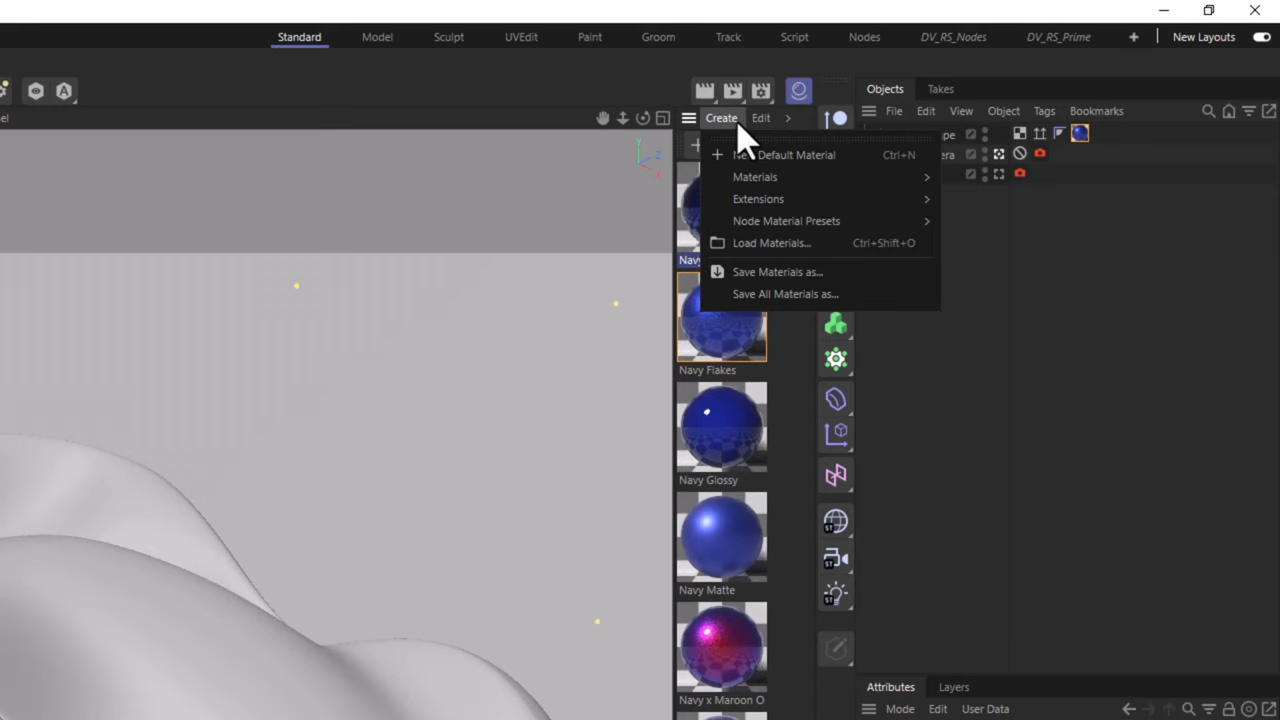 Standard Model Sculpt UVEdit Paint Groom Track Script Nodes DV_RS_Nodes DV_RS_Prime New Layouts
Objects Takes
File Edit View Object Tags Bookmarks
Create Edit
Default Material Ctrl+N
Materials
Extensions
Node Material Presets
Load Materials... Ctrl+Shift+O
Save Materials as...
Save All Materials as...
Navy Flakes
Navy Glossy
Navy Matte
Navy x Maroon O
Attributes Layers
Mode Edit User Data